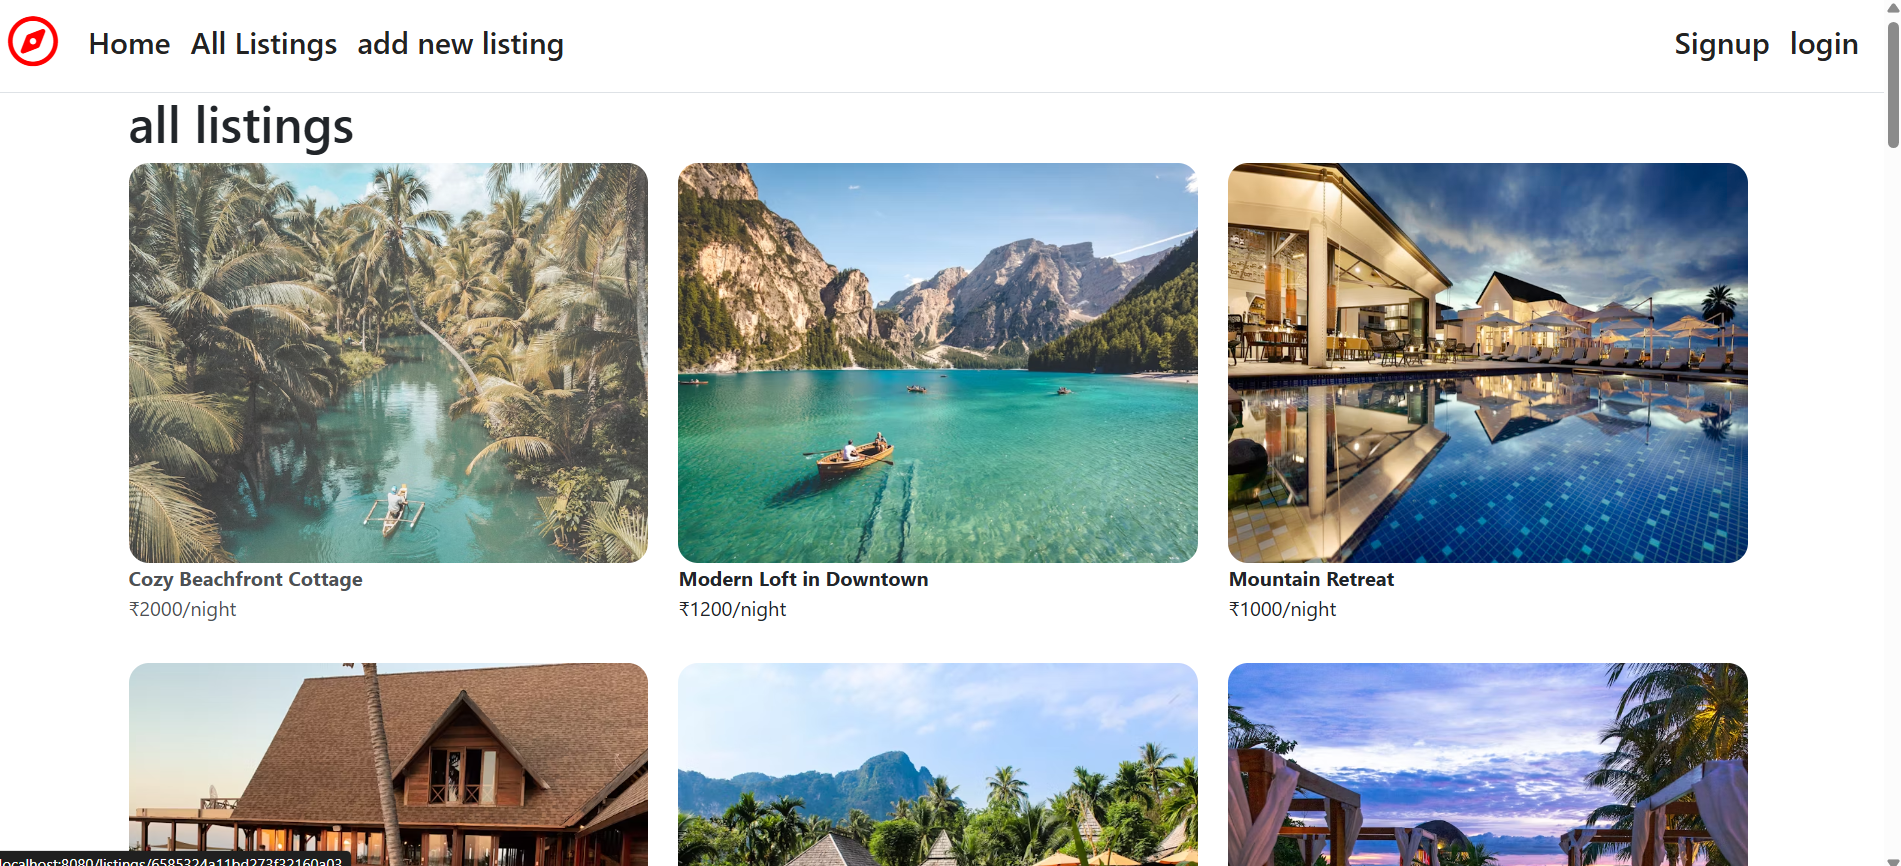 Home All Listings add new listing Signup login
all listings
Cozy Beachfront Cottage
₹2000/night
Modern Loft in Downtown
₹1200/night
Mountain Retreat
₹1000/night
localhost:8080/listings/6585324a11bd273f32160a03